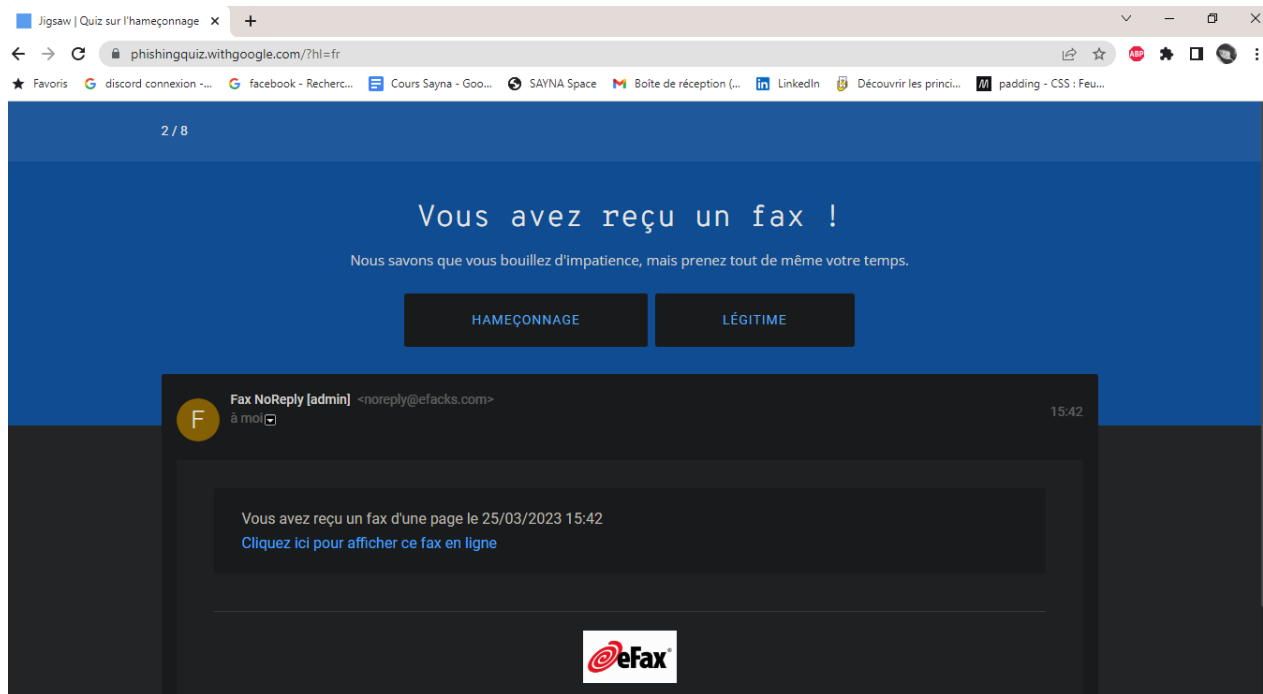 Jigsaw | Quiz sur l'hameçonnage
phishingquiz.withgoogle.com/?hl=fr
ABP
Favoris G discord connexion -... G facebook - Recherc... Cours Sayna - Goo... SAYNA Space Boîte de réception (... in LinkedIn Découvrir les princi... M padding - CSS : Feu...
2 / 8
Vous avez reçu un fax !
Nous savons que vous bouillez d'impatience, mais prenez tout de même votre temps.
HAMEÇONNAGE LÉGITIME
F
Fax NoReply [admin] <noreply@efacks.com>
à moi
15:42
Vous avez reçu un fax d'une page le 25/03/2023 15:42
Cliquez ici pour afficher ce fax en ligne
eFax®